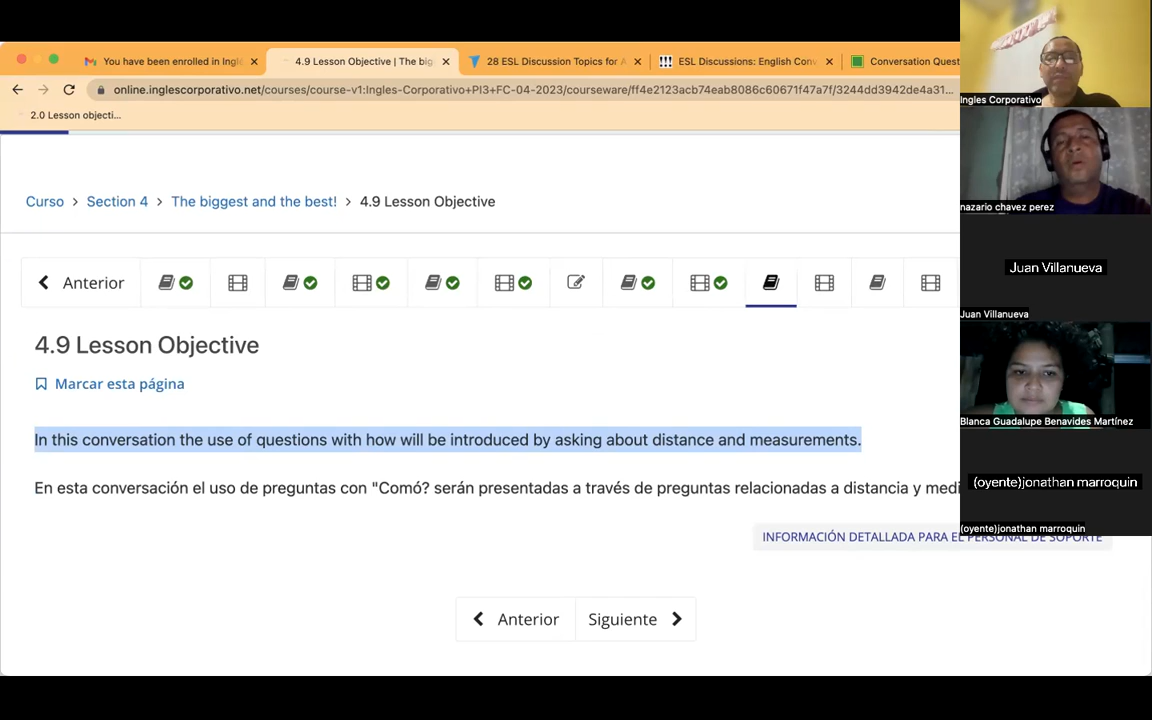 You have been enrolled in Ingl
4.9 Lesson Objective | The big
28 ESL Discussion Topics for A
ESL Discussions: English Conv
Conversation Quest
online.inglescorporativo.net/courses/course-v1:Ingles-Corporativo+PI3+FC-04-2023/courseware/ff4e2123acb74eab8086c60671f47a7f/3244dd3942de4a31...
2.0 Lesson objecti...
Curso > Section 4 > The biggest and the best! > 4.9 Lesson Objective
Anterior
4.9 Lesson Objective
Marcar esta página
In this conversation the use of questions with how will be introduced by asking about distance and measurements.
En esta conversación el uso de preguntas con "Comó? serán presentadas a través de preguntas relacionadas a distancia y medi
INFORMACIÓN DETALLADA PARA EL PERSONAL DE SOPORTE
Anterior
Siguiente
Ingles Corporativo
nazario chavez perez
Juan Villanueva
Juan Villanueva
Blanca Guadalupe Benavides Martínez
(oyente)jonathan marroquin
(oyente)jonathan marroquin